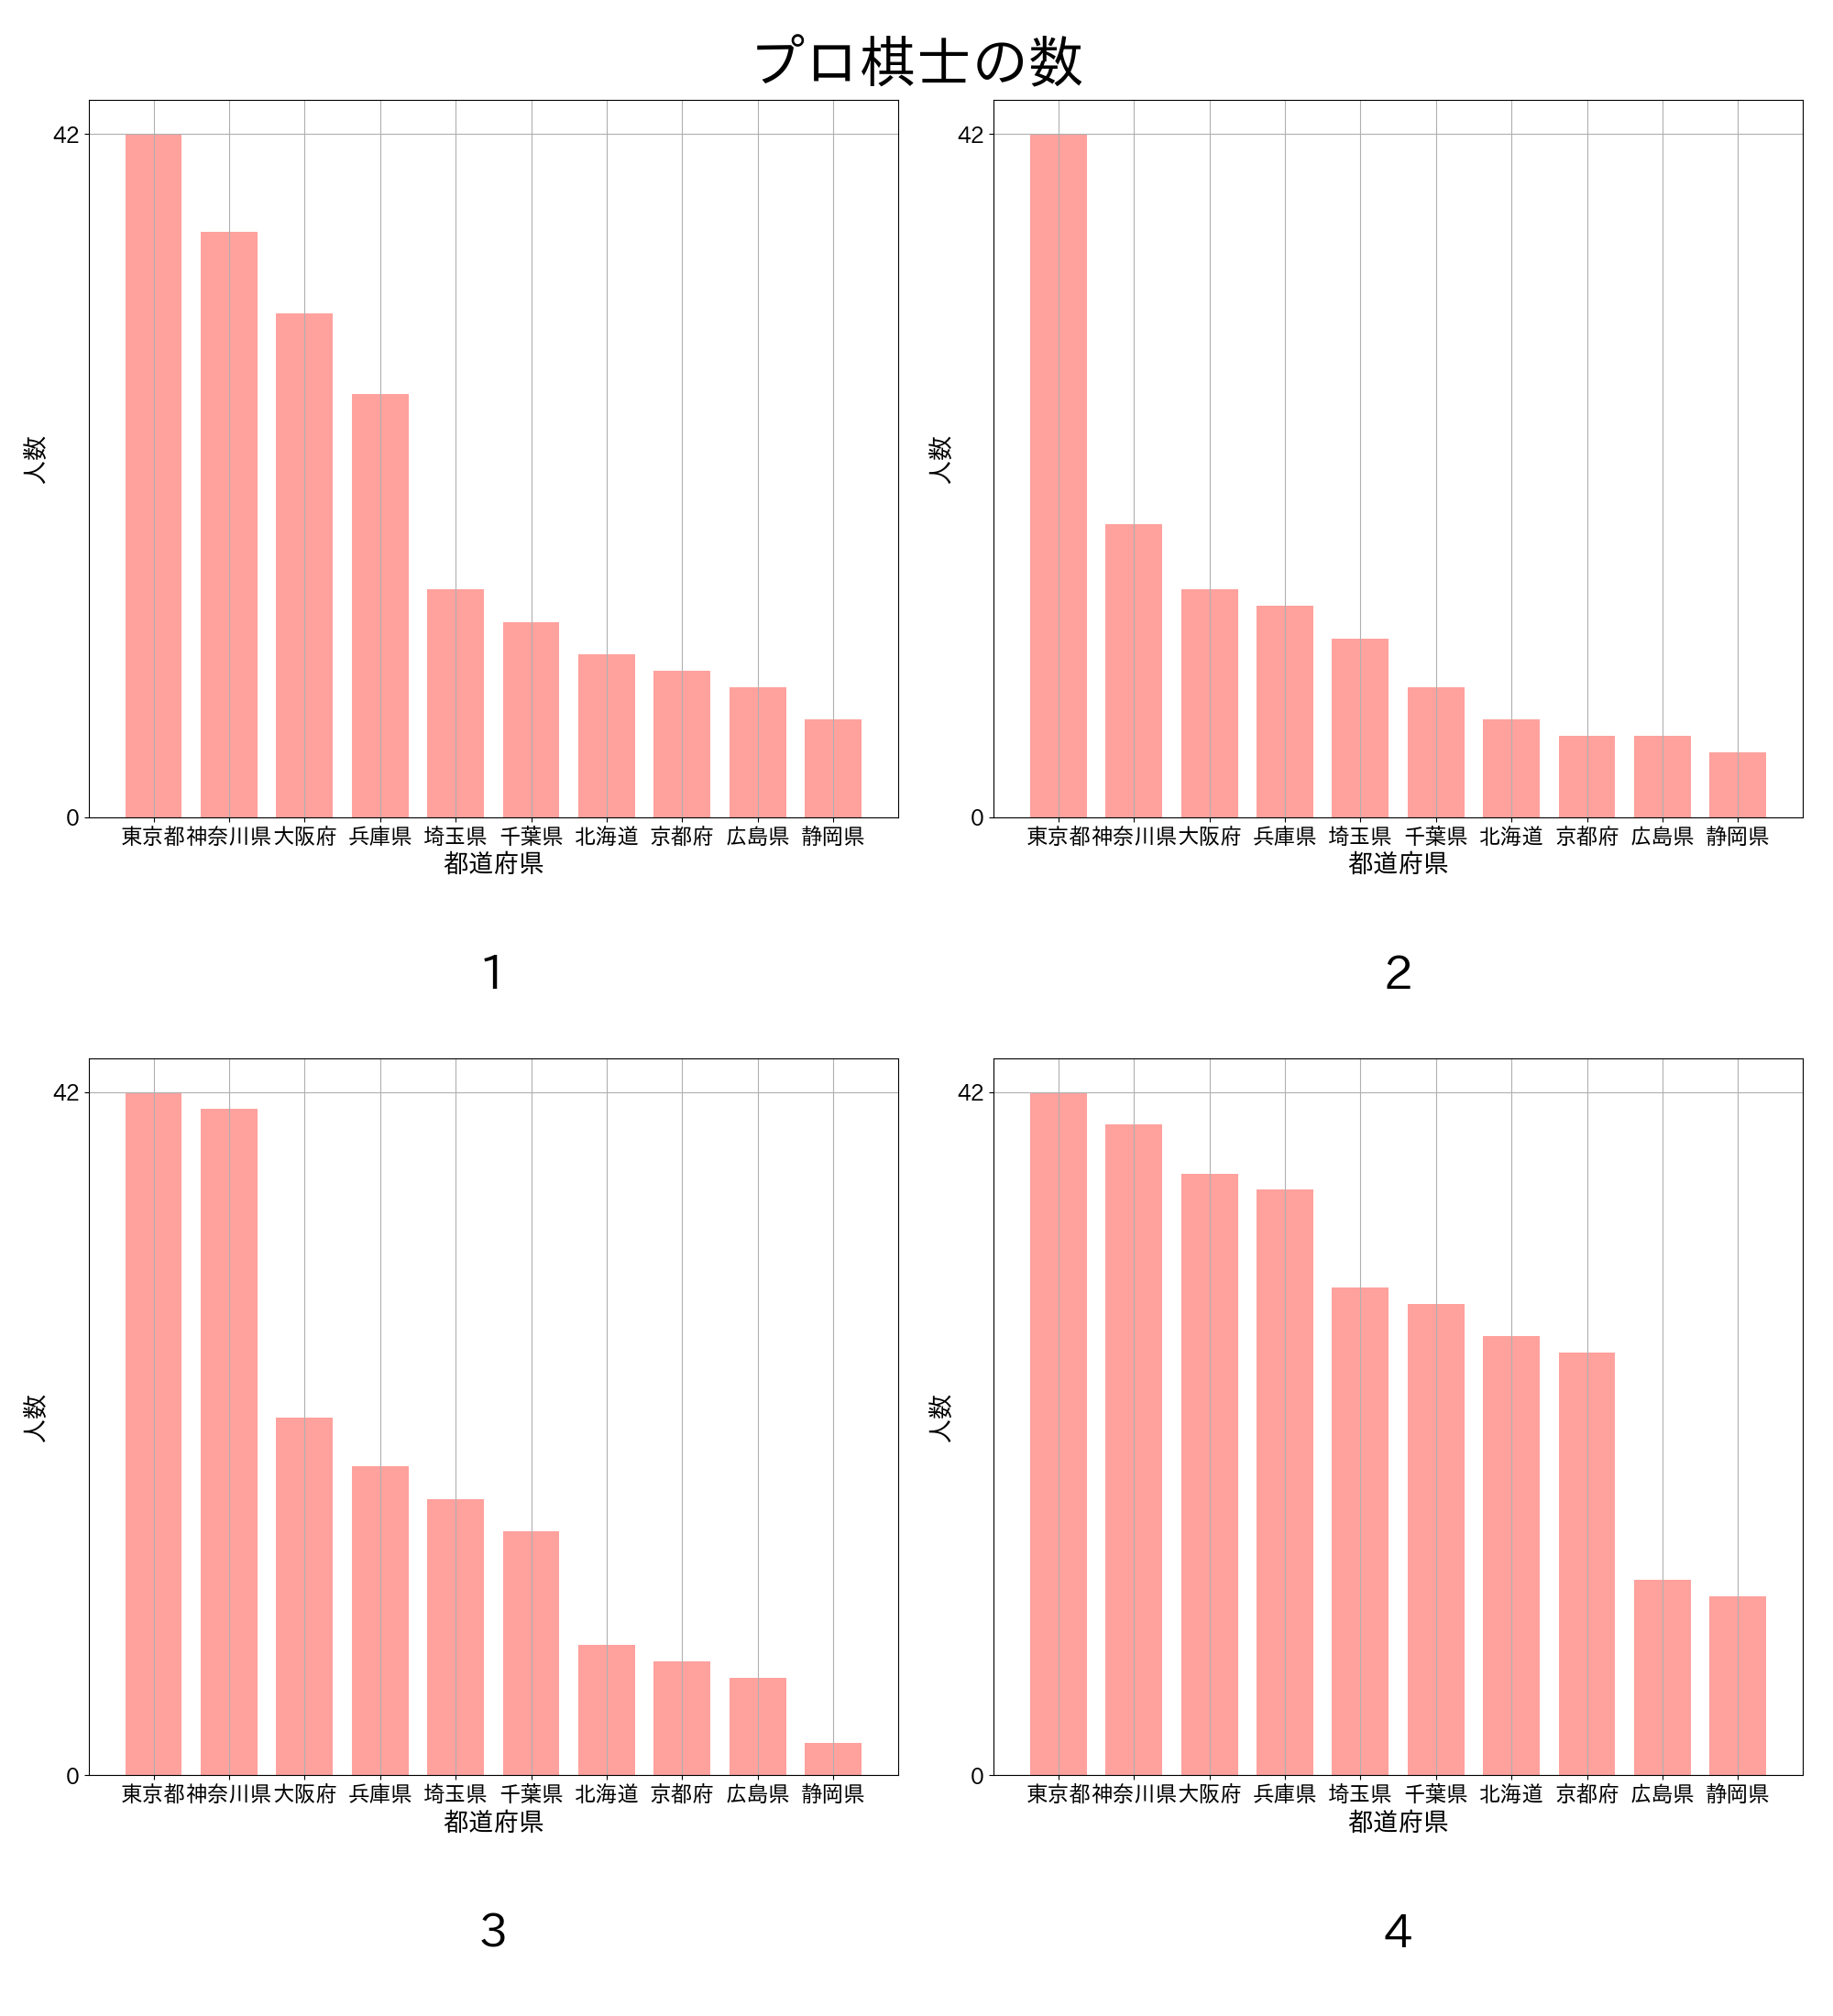 プロ棋士の数
42
0
人数
東京都 神奈川県 大阪府 兵庫県 埼玉県 千葉県 北海道 京都府 広島県 静岡県
都道府県
1
42
0
人数
東京都 神奈川県 大阪府 兵庫県 埼玉県 千葉県 北海道 京都府 広島県 静岡県
都道府県
2
42
0
人数
東京都 神奈川県 大阪府 兵庫県 埼玉県 千葉県 北海道 京都府 広島県 静岡県
都道府県
3
42
0
人数
東京都 神奈川県 大阪府 兵庫県 埼玉県 千葉県 北海道 京都府 広島県 静岡県
都道府県
4